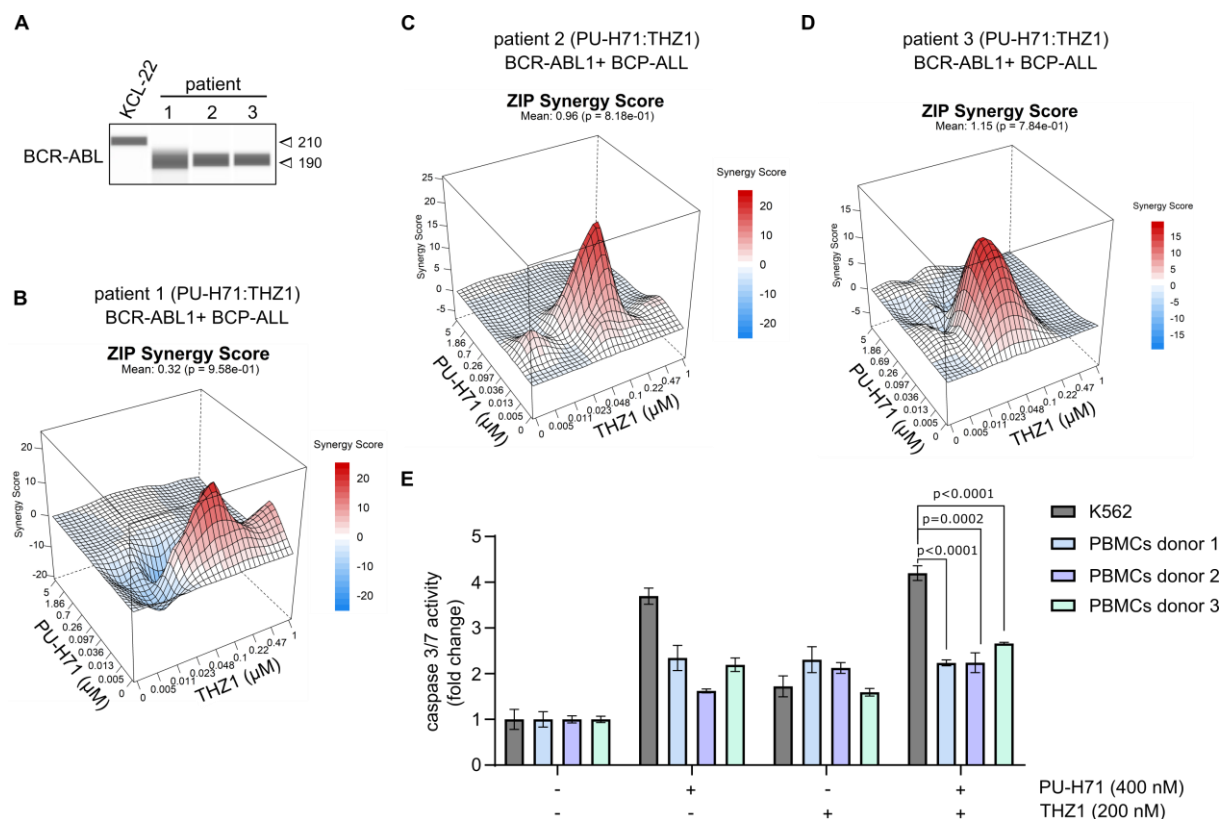 A
KCL-22
patient
1 2 3
BCR-ABL
210
190
B
patient 1 (PU-H71:THZ1)
BCR-ABL1+ BCP-ALL
ZIP Synergy Score
Mean: 0.32 (p = 9.58e-01)
Synergy Score
20
10
0
-10
-20
Synergy Score
20
10
0
-10
-20
5
1.86
0.7
0.26
0.097
0.036
0.013
0.005
0
PU-H71 (µM)
0
0.005
0.011
0.023
0.048
0.1
0.22
0.47
1
THZ1 (µM)
C
patient 2 (PU-H71:THZ1)
BCR-ABL1+ BCP-ALL
ZIP Synergy Score
Mean: 0.96 (p = 8.18e-01)
Synergy Score
25
20
15
10
5
0
-5
Synergy Score
20
10
0
-10
-20
5
1.86
0.7
0.26
0.097
0.036
0.013
0.005
0
PU-H71 (µM)
0
0.005
0.011
0.023
0.048
0.1
0.22
0.47
1
THZ1 (µM)
D
patient 3 (PU-H71:THZ1)
BCR-ABL1+ BCP-ALL
ZIP Synergy Score
Mean: 1.15 (p = 7.84e-01)
Synergy Score
15
10
5
0
-5
Synergy Score
15
10
5
0
-5
-10
-15
5
1.86
0.69
0.26
0.097
0.036
0.013
0.005
0
PU-H71 (µM)
0
0.005
0.011
0.023
0.048
0.1
0.22
0.47
1
THZ1 (µM)
E
caspase 3/7 activity
(fold change)
5
4
3
2
1
0
p<0.0001
p=0.0002
p<0.0001
K562
PBMCs donor 1
PBMCs donor 2
PBMCs donor 3
- + - + PU-H71 (400 nM)
- - + + THZ1 (200 nM)